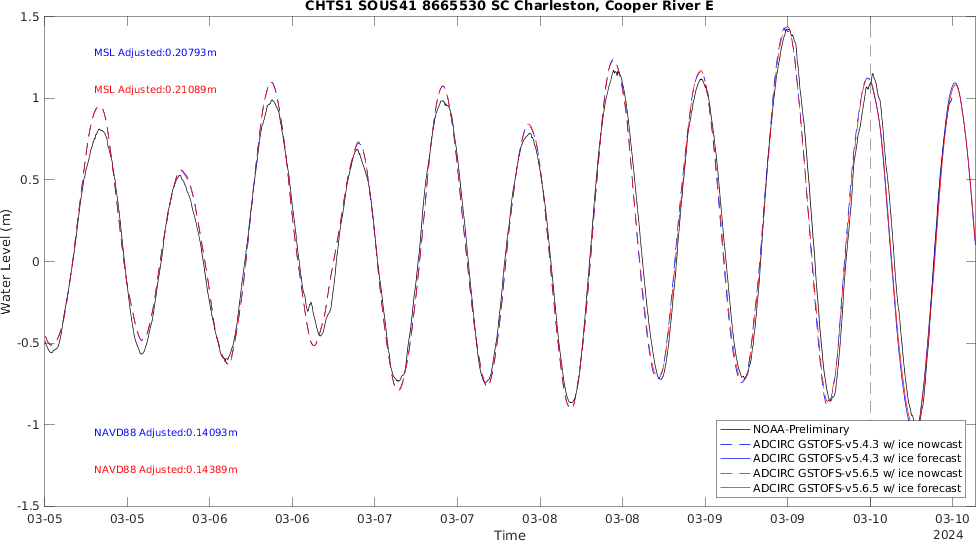 CHTS1 SOUS41 8665530 SC Charleston, Cooper River E
1.5
1
0.5
0
-0.5
-1
-1.5
Water Level (m)
MSL Adjusted:0.20793m
MSL Adjusted:0.21089m
NAVD88 Adjusted:0.14093m
NAVD88 Adjusted:0.14389m
NOAA-Preliminary
ADCIRC GSTOFS-v5.4.3 w/ ice nowcast
ADCIRC GSTOFS-v5.4.3 w/ ice forecast
ADCIRC GSTOFS-v5.6.5 w/ ice nowcast
ADCIRC GSTOFS-v5.6.5 w/ ice forecast
03-05 03-05 03-06 03-06 03-07 03-07 03-08 03-08 03-09 03-09 03-10 03-10
Time
2024